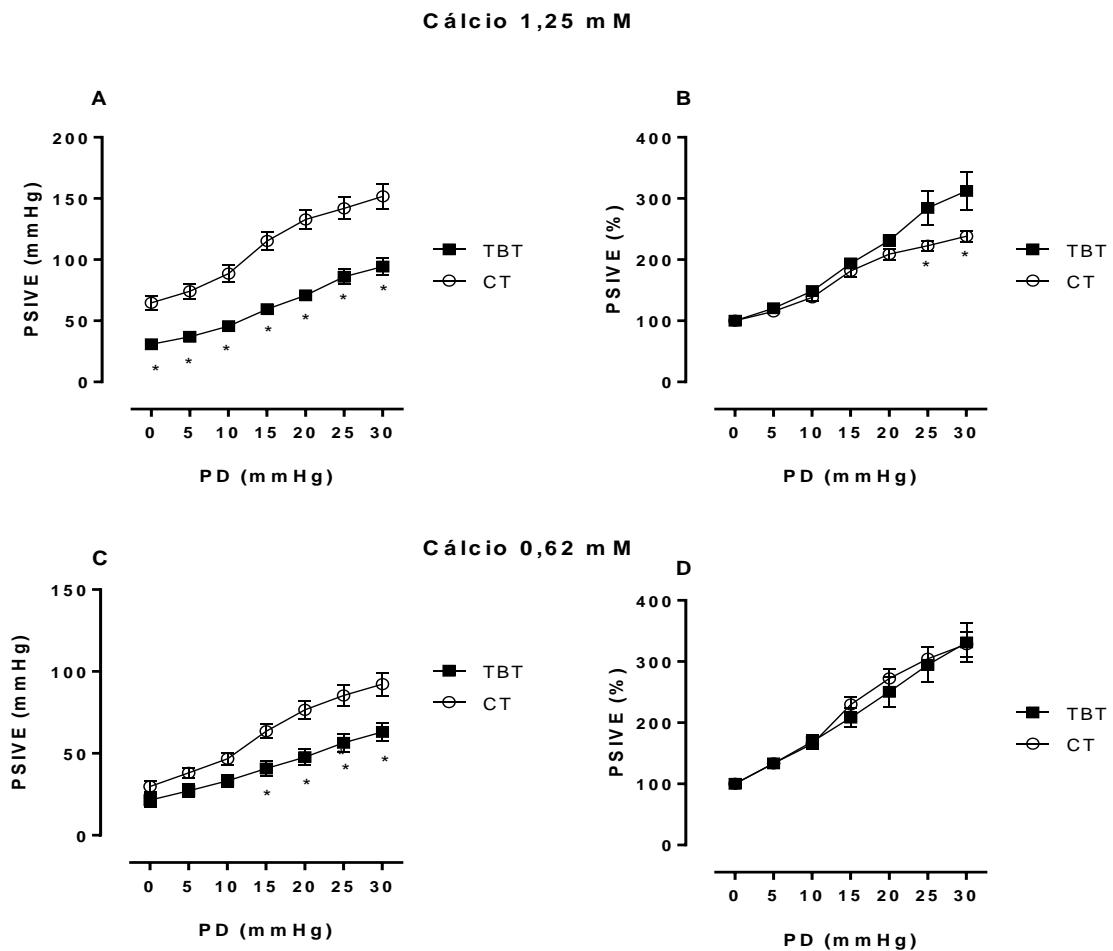 Cálcio 1,25 mM
A
PSIVE (mmHg)
200
150
100
50
0
* * * * * * *
0 5 10 15 20 25 30
PD (mmHg)
TBT
CT
B
PSIVE (%)
400
300
200
100
0
* *
0 5 10 15 20 25 30
PD (mmHg)
Cálcio 0,62 mM
C
PSIVE (mmHg)
150
100
50
0
* * * *
0 5 10 15 20 25 30
PD (mmHg)
TBT
CT
D
PSIVE (%)
400
300
200
100
0
0 5 10 15 20 25 30
PD (mmHg)
TBT
CT
TBT
CT